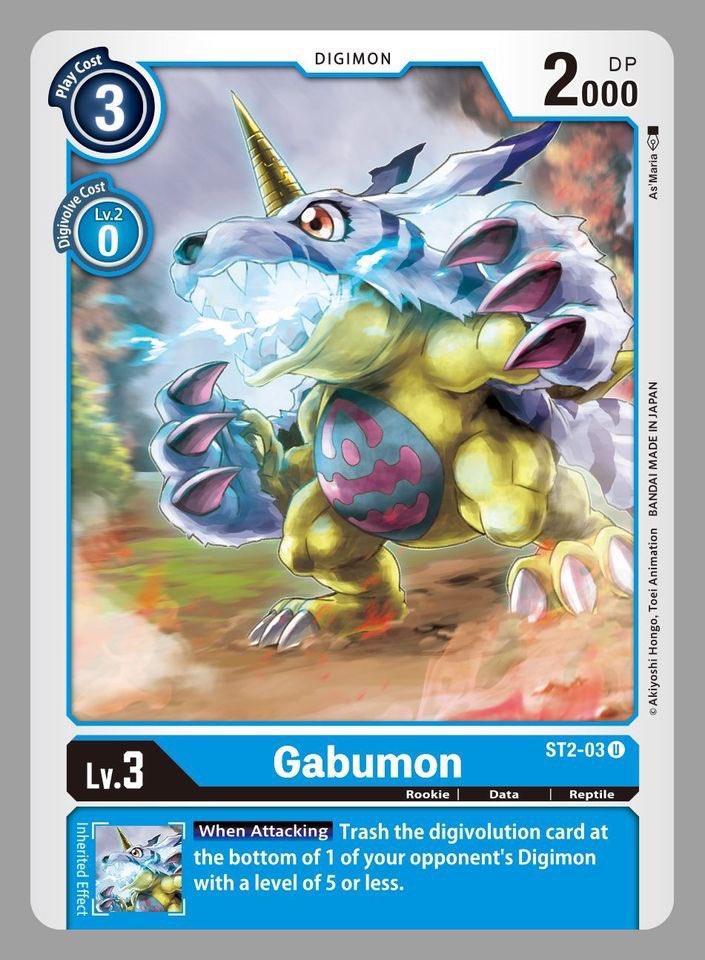 DIGIMON
Play Cost
3
DP
2000
Digivolve Cost
Lv.2
0
As'Maria
© Akiyoshi Hongo, Toei Animation BANDAI MADE IN JAPAN
Lv.3
Gabumon
ST2-03 U
Rookie | Data | Reptile
Inherited Effect
When Attacking Trash the digivolution card at
the bottom of 1 of your opponent's Digimon
with a level of 5 or less.